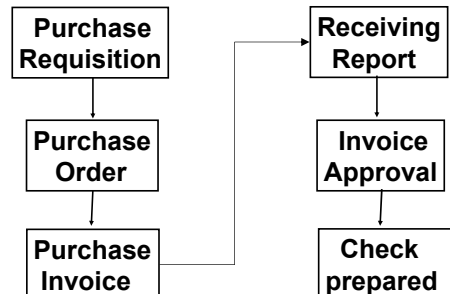 Purchase
Requisition
Purchase
Order
Purchase
Invoice
Receiving
Report
Invoice
Approval
Check
prepared